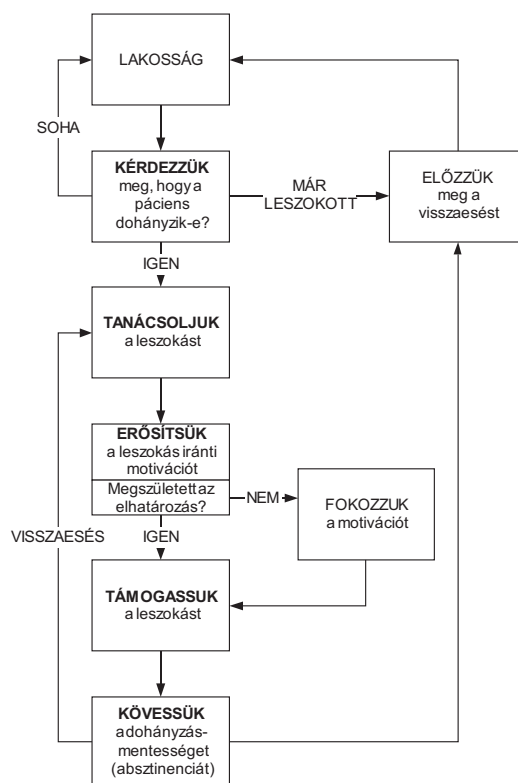 LAKOSSÁG
SOHA
KÉRDEZZÜK
meg, hogy a
páciens
dohányzik-e?
MÁR
LESZOKOTT
ELŐZZÜK
meg a
visszaesést
IGEN
TANÁCSOLJUK
a leszokást
ERŐSÍTSÜK
a leszokás iránti
motivációt
Megszületett az
elhatározás?
NEM
FOKOZZUK
a motivációt
VISSZAESÉS
IGEN
TÁMOGASSUK
a leszokást
KÖVESSÜK
a dohányzás-
mentességet
(absztinenciát)